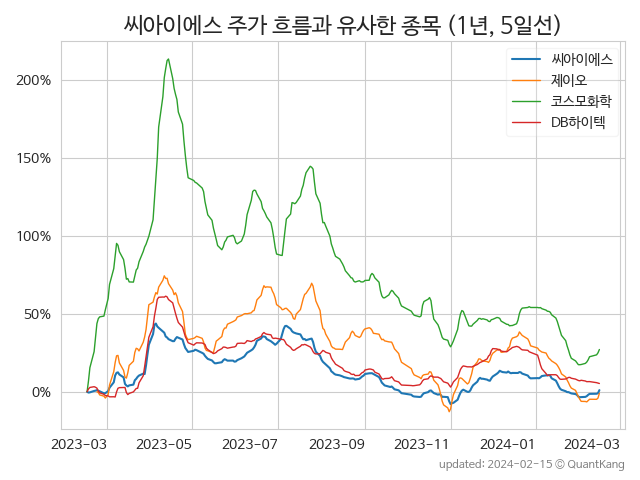 씨아이에스 주가 흐름과 유사한 종목 (1년, 5일선)
씨아이에스
제이오
코스모화학
DB하이텍
200%
150%
100%
50%
0%
2023-03 2023-05 2023-07 2023-09 2023-11 2024-01 2024-03
updated: 2024-02-15 © QuantKang